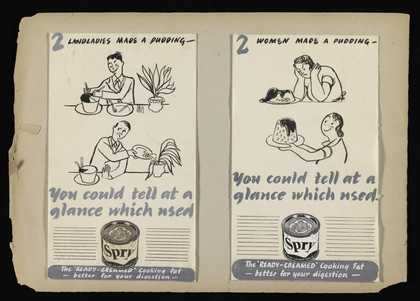 2 LANDLADIES MADE A PUDDING—
You could tell at a
glance which used
Spry
The "READY-CREAMED" Cooking Fat
— better for your digestion —
2 WOMEN MADE A PUDDING—
You could tell at a
glance which used
Spry
The "READY-CREAMED" Cooking Fat
— better for your digestion —